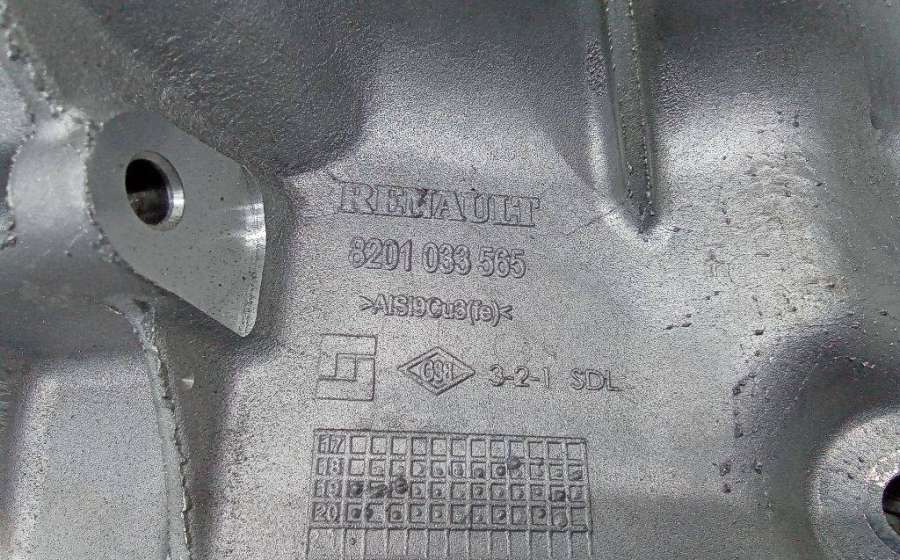 RENAULT
8201 033 565
>AlSi9Cu3(fe)<
3-2-1 SDL
17
18
19
20